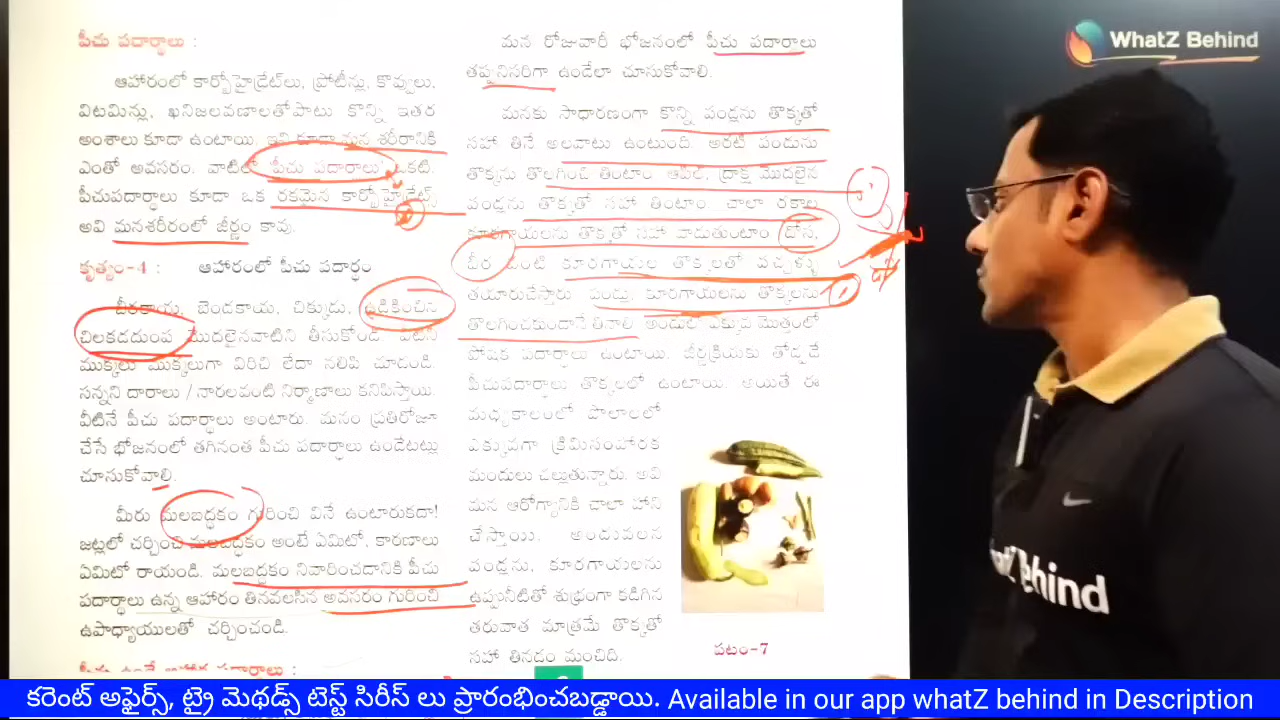 పీచు పదార్థాలు :
ఆహారంలో కార్బోహైడ్రేట్‌లు, ప్రోటీన్లు, కొవ్వులు,
విటమిన్లు, ఖనిజలవణాలతోపాటు కొన్ని ఇతర
అంశాలు కూడా ఉంటాయి. ఇవి కూడా మన శరీరానికి
ఎంతో అవసరం. వాటిలో పీచు పదార్థాలు ఒకటి.
పీచుపదార్థాలు కూడా ఒక రకమైన కార్బోహైడ్రేట్స్
అవి మనశరీరంలో జీర్ణం కావు.
కృత్యం-4 : ఆహారంలో పీచు పదార్థం
బీరకాయ, బెండకాయ, చిక్కుడు, ఉడికించిన
చిలకడదుంప మొదలైనవాటిని తీసుకోండి. వీటిని
ముక్కలు ముక్కలుగా విరిచి లేదా నలిపి చూడండి.
సన్నని దారాలు / నారలవంటి నిర్మాణాలు కనిపిస్తాయి.
వీటినే పీచు పదార్థాలు అంటారు. మనం ప్రతిరోజూ
చేసే భోజనంలో తగినంత పీచు పదార్థాలు ఉండేటట్లు
చూసుకోవాలి.
మీరు మలబద్ధకం గురించి వినే ఉంటారుకదా!
జట్లలో చర్చించి మలబద్ధకం అంటే ఏమిటో, కారణాలు
ఏమిటో రాయండి. మలబద్ధకం నివారించడానికి పీచు
పదార్థాలు ఉన్న ఆహారం తినవలసిన అవసరం గురించి
ఉపాధ్యాయులతో చర్చించండి.
మన రోజువారీ భోజనంలో పీచు పదార్థాలు
తప్పనిసరిగా ఉండేలా చూసుకోవాలి.
మనకు సాధారణంగా కొన్ని పండ్లను తొక్కతో
సహా తినే అలవాటు ఉంటుంది. అరటి పండును
తొక్కను తొలగించి తింటాం. ఆపిల్, ద్రాక్ష మొదలైన
పండ్లను తొక్కతో సహా తింటాం. చాలా రకాల
కూరగాయలను తొక్కతో సహా వాడుతుంటాం. దోస,
బీర వంటి కూరగాయల తొక్కలతో పచ్చళ్ళు
తయారుచేస్తారు. పండ్లు, కూరగాయలను తొక్కలను
తొలగించకుండానే తినాలి. అందులో ఎక్కువ మొత్తంలో
పోషక పదార్థాలు ఉంటాయి. జీర్ణక్రియకు తోడ్పడే
పీచుపదార్థాలు తొక్కలలో ఉంటాయి. అయితే ఈ
మధ్యకాలంలో పొలాలలో
ఎక్కువగా క్రిమిసంహారక
మందులు చల్లుతున్నారు. అవి
మన ఆరోగ్యానికి చాలా హాని
చేస్తాయి. అందువలన
పండ్లను, కూరగాయలను
ఉప్పునీటితో శుభ్రంగా కడిగిన
తరువాత మాత్రమే తొక్కతో
సహా తినడం మంచిది.
పటం-7
WhatZ Behind
Behind
కరెంట్ అఫైర్స్, ట్రై మెథడ్స్ టెస్ట్ సిరీస్ లు ప్రారంభించబడ్డాయి. Available in our app whatZ behind in Description